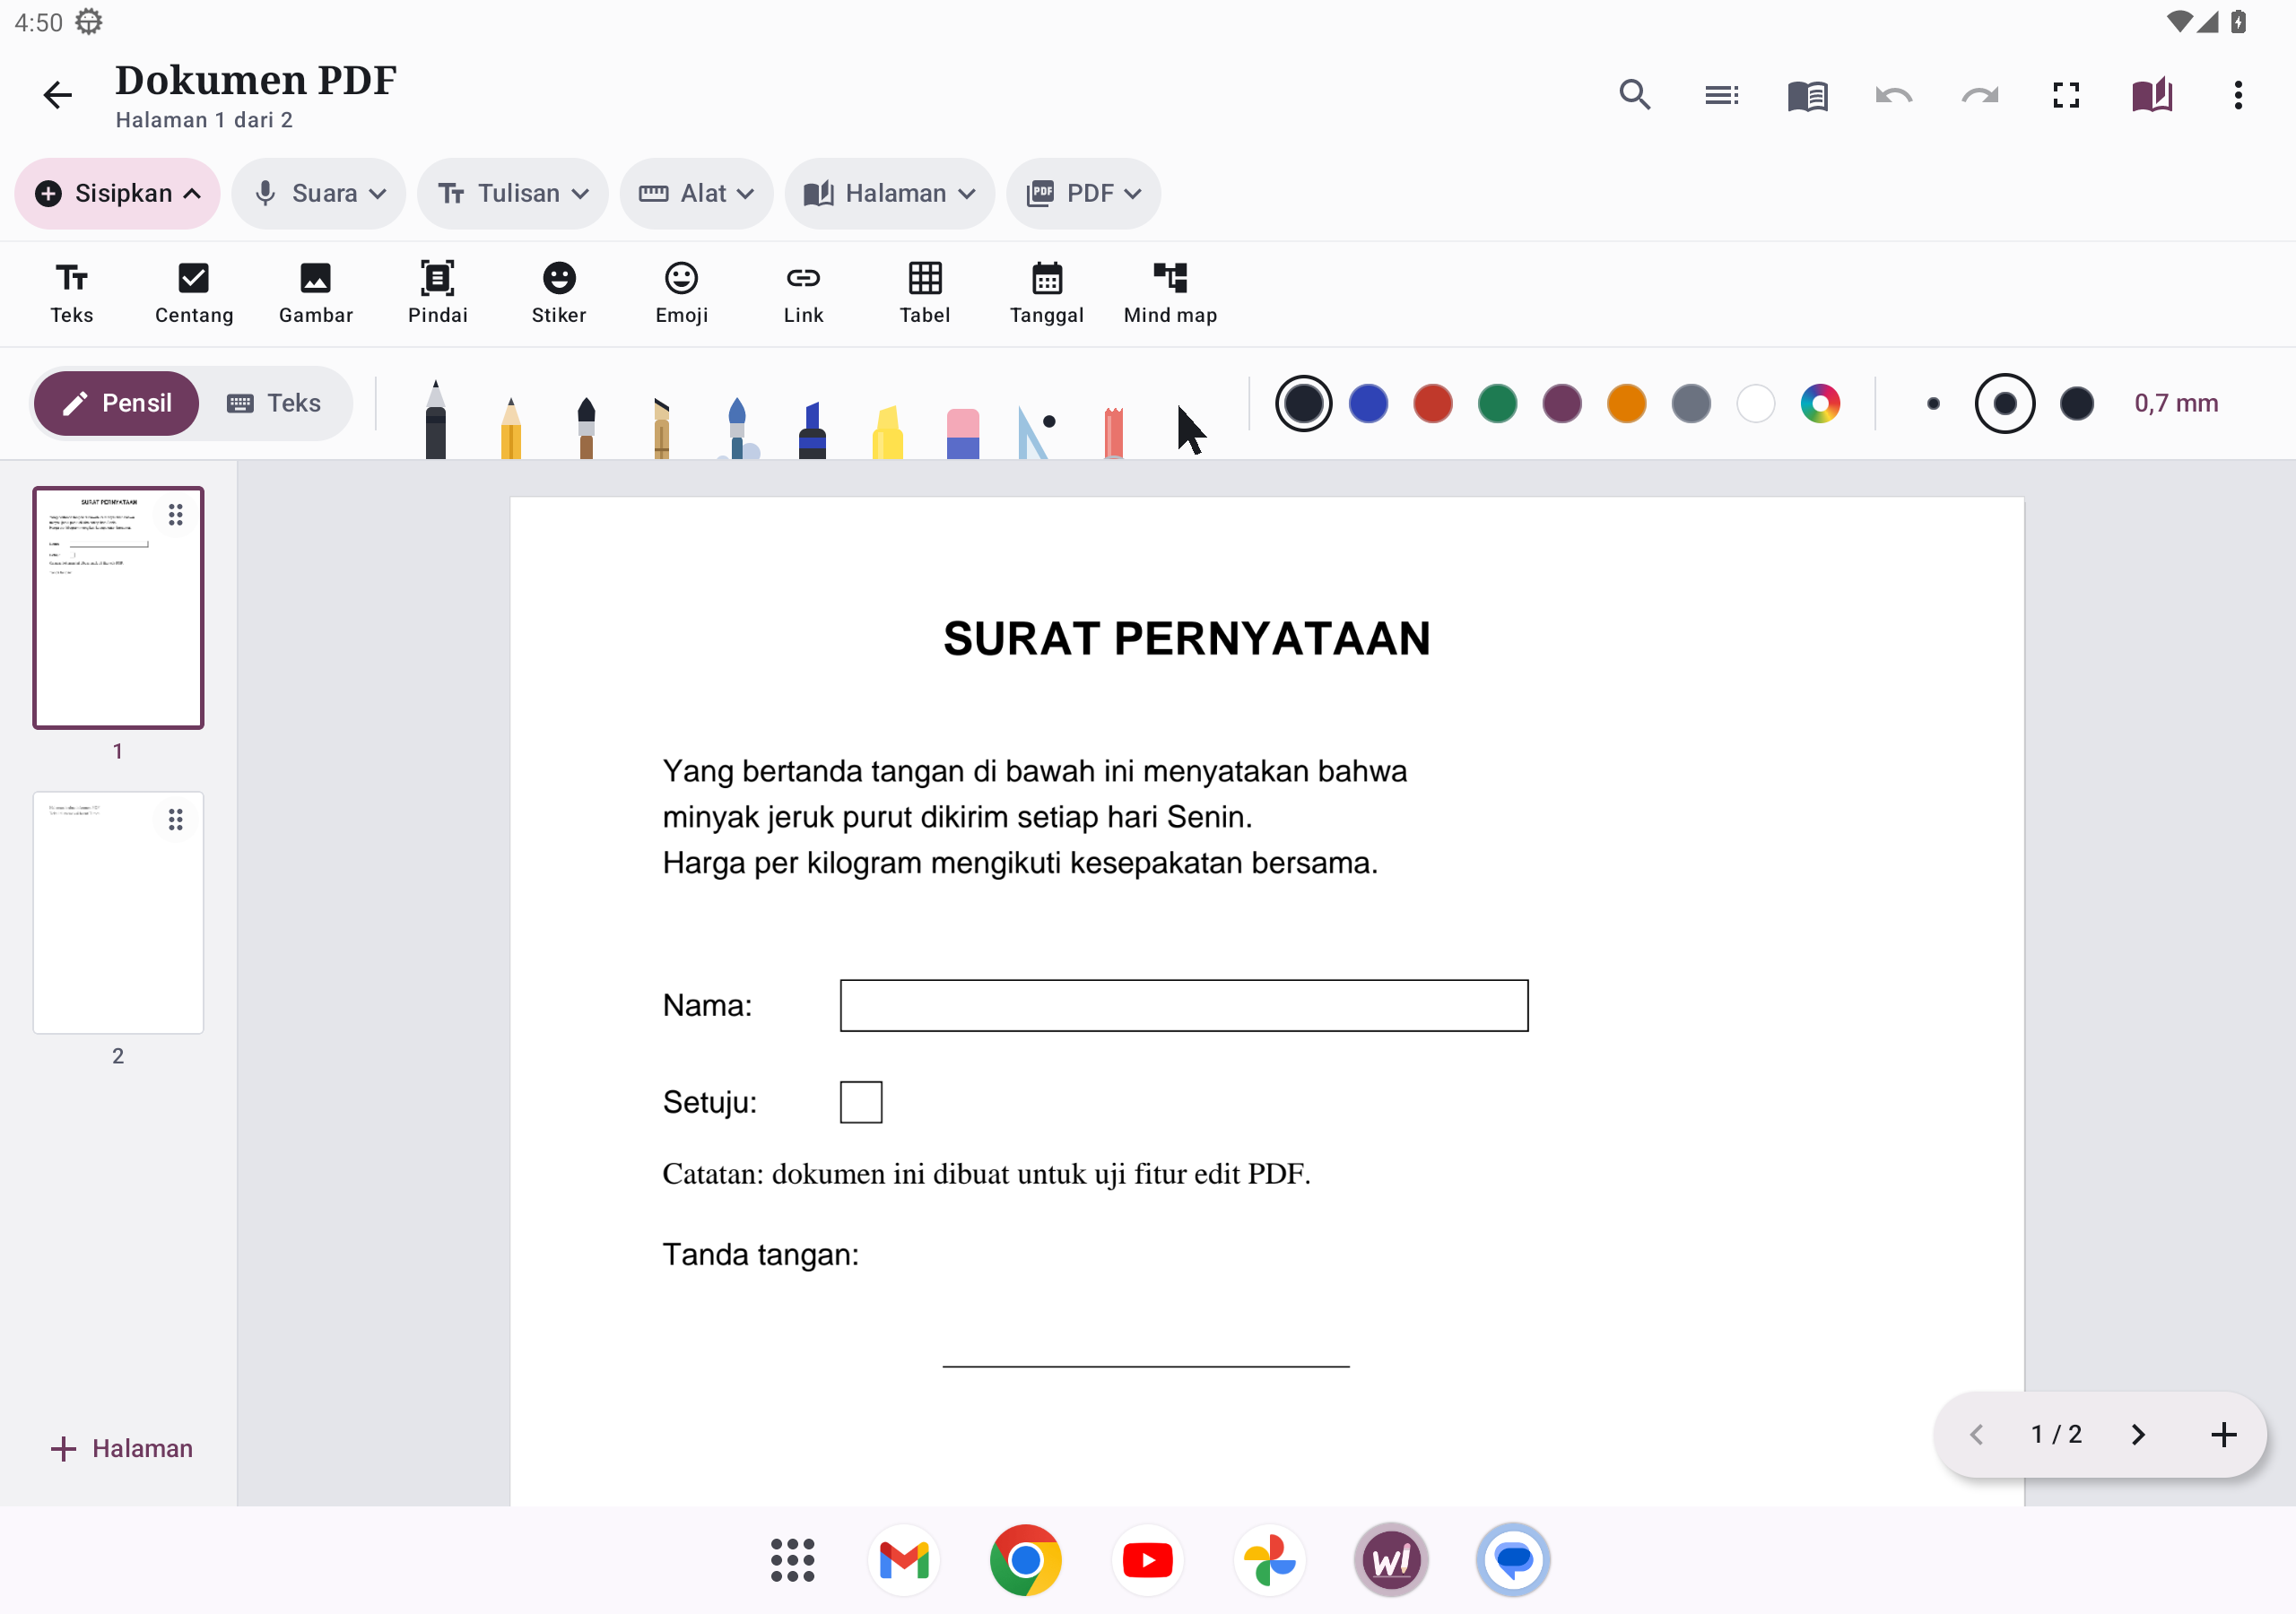 4:50
Dokumen PDF
Halaman 1 dari 2
Sisipkan
Suara
Tulisan
Alat
Halaman
PDF
Teks
Centang
Gambar
Pindai
Stiker
Emoji
Link
Tabel
Tanggal
Mind map
Pensil
Teks
0,7 mm
SURAT PERNYATAAN
1
2
Halaman
SURAT PERNYATAAN
Yang bertanda tangan di bawah ini menyatakan bahwa
minyak jeruk purut dikirim setiap hari Senin.
Harga per kilogram mengikuti kesepakatan bersama.
Nama:
Setuju:
Catatan: dokumen ini dibuat untuk uji fitur edit PDF.
Tanda tangan:
1 / 2